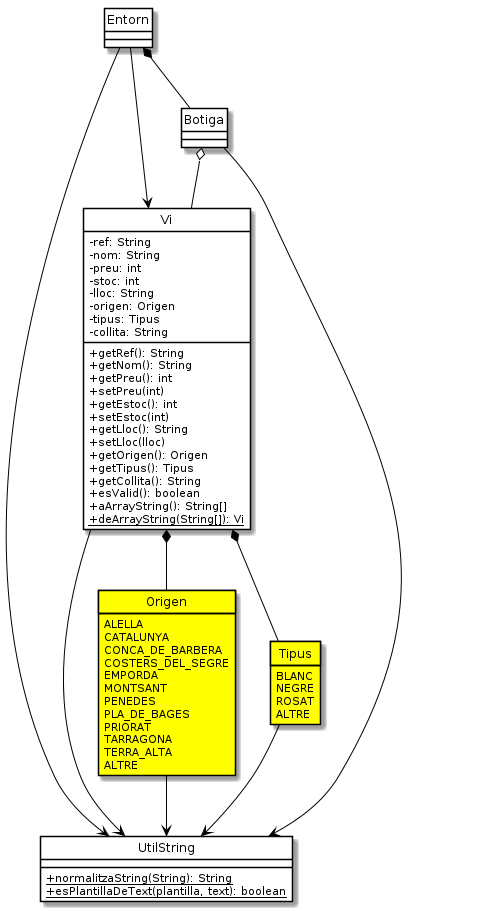 Entorn
Botiga
Vi
-ref: String
-nom: String
-preu: int
-stoc: int
-lloc: String
-origen: Origen
-tipus: Tipus
-collita: String
+getRef(): String
+getNom(): String
+getPreu(): int
+setPreu(int)
+getEstoc(): int
+setEstoc(int)
+getLloc(): String
+setLloc(lloc)
+getOrigen(): Origen
+getTipus(): Tipus
+getCollita(): String
+esValid(): boolean
+aArrayString(): String[]
+deArrayString(String[]): Vi
Origen
ALELLA
CATALUNYA
CONCA_DE_BARBERA
COSTERS_DEL_SEGRE
EMPORDA
MONTSANT
PENEDES
PLA_DE_BAGES
PRIORAT
TARRAGONA
TERRA_ALTA
ALTRE
Tipus
BLANC
NEGRE
ROSAT
ALTRE
UtilString
+normalitzaString(String): String
+esPlantillaDeText(plantilla, text): boolean